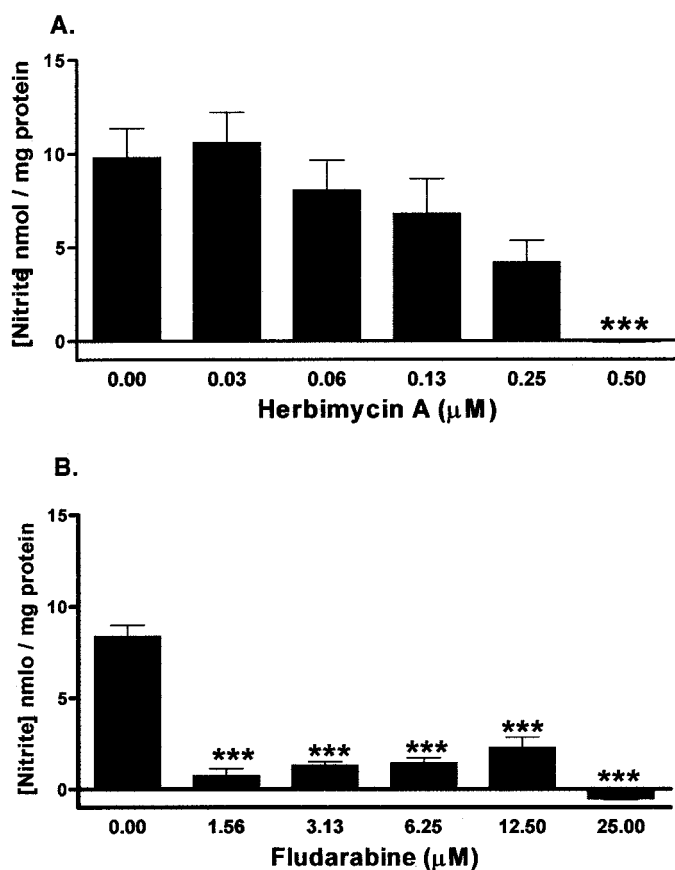 A.
15
10
5
0
[Nitrite] nmol / mg protein
***
0.00 0.03 0.06 0.13 0.25 0.50
Herbimycin A (μM)
B.
15
10
5
0
[Nitrite] nmlo / mg protein
*** *** *** *** ***
0.00 1.56 3.13 6.25 12.50 25.00
Fludarabine (μM)